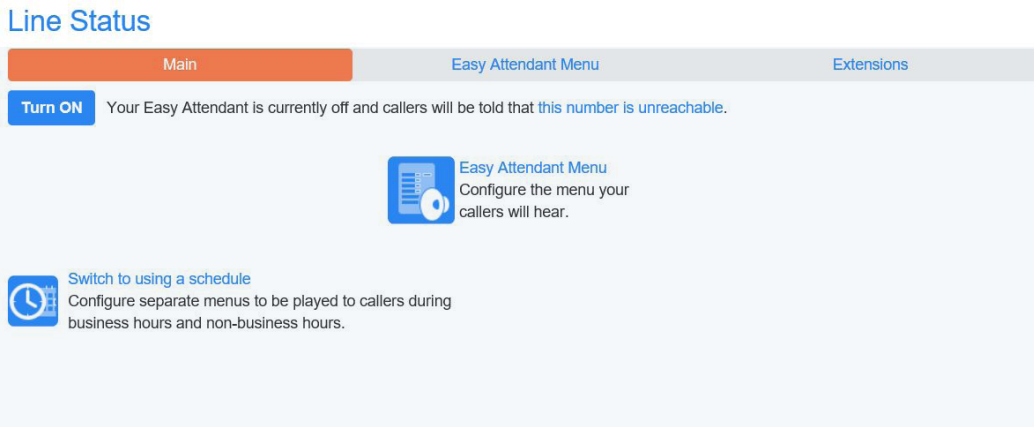 Line Status
Main
Easy Attendant Menu
Extensions
Turn ON
Your Easy Attendant is currently off and callers will be told that this number is unreachable.
Easy Attendant Menu
Configure the menu your
callers will hear.
Switch to using a schedule
Configure separate menus to be played to callers during
business hours and non-business hours.